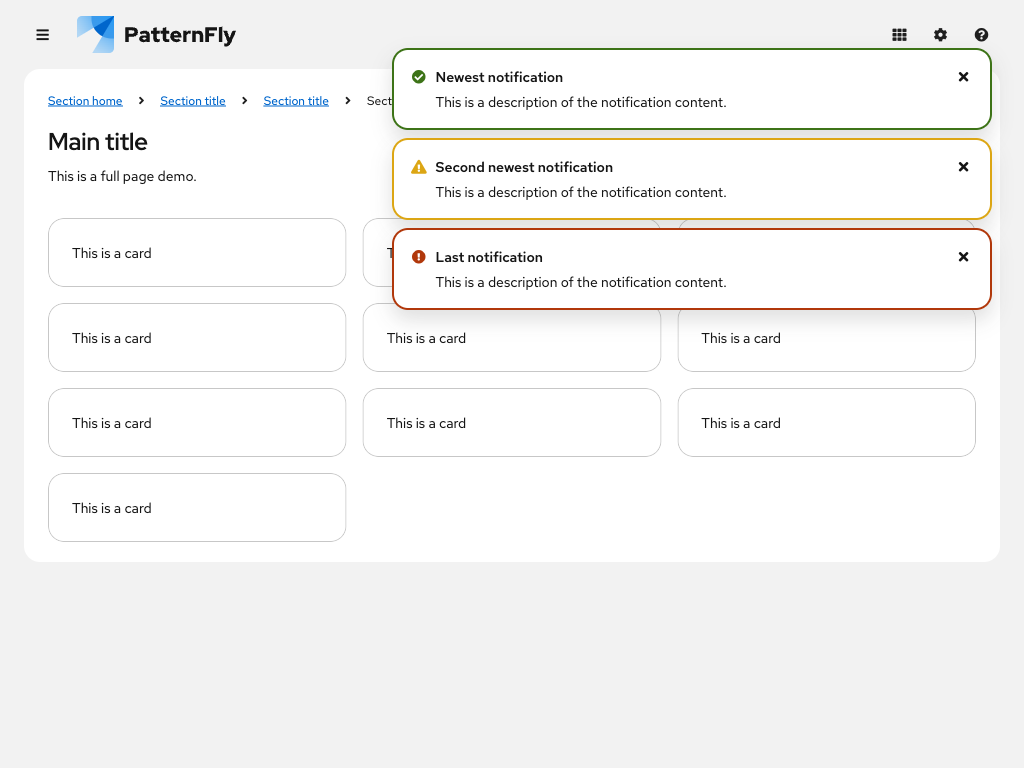 PatternFly
Section home
Section title
Section title
Main title
This is a full page demo.
Newest notification
This is a description of the notification content.
Second newest notification
This is a description of the notification content.
Last notification
This is a description of the notification content.
This is a card
This is a card
This is a card
This is a card
This is a card
This is a card
This is a card
This is a card